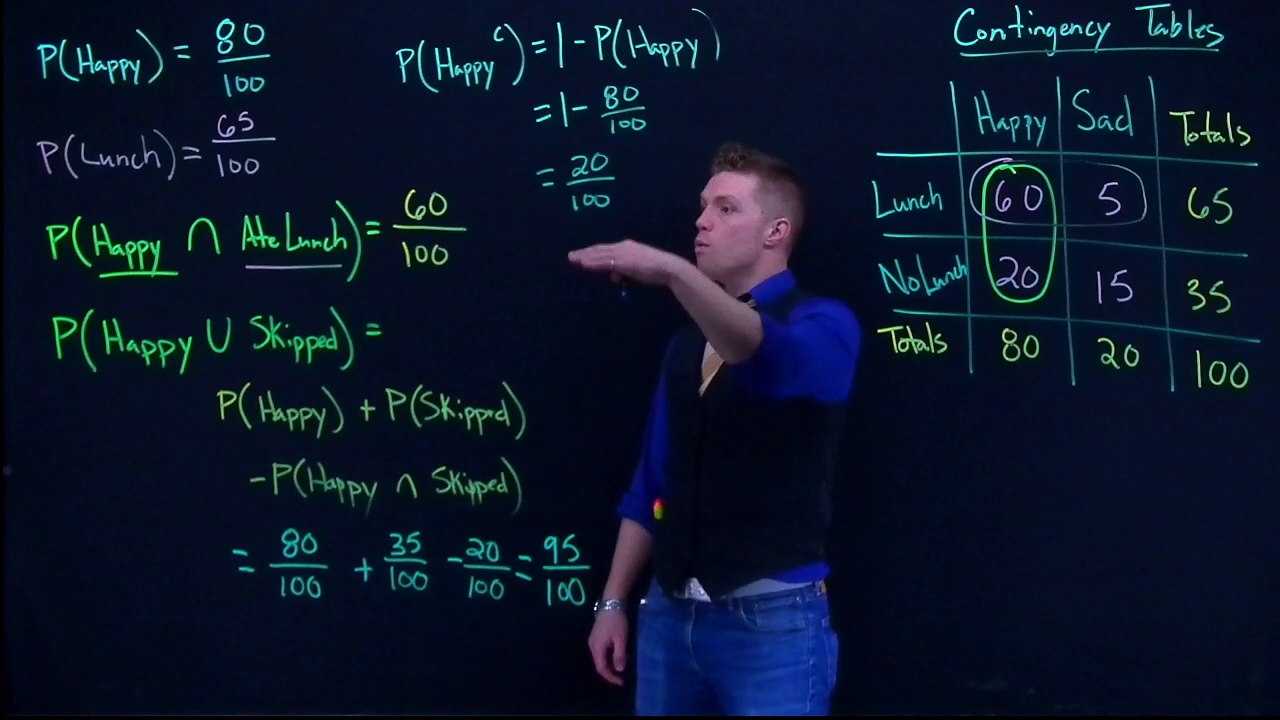 P(Happy) = 80/100
P(Lunch) = 65/100
P(Happy ∩ Ate Lunch) = 60/100
P(Happy ∪ Skipped) =
P(Happy) + P(Skipped)
-P(Happy ∩ Skipped)
= 80/100 + 35/100 - 20/100 = 95/100
P(Happy^c) = 1 - P(Happy)
= 1 - 80/100
= 20/100
Contingency Tables
Happy Sad Totals
Lunch 60 5 65
No Lunch 20 15 35
Totals 80 20 100